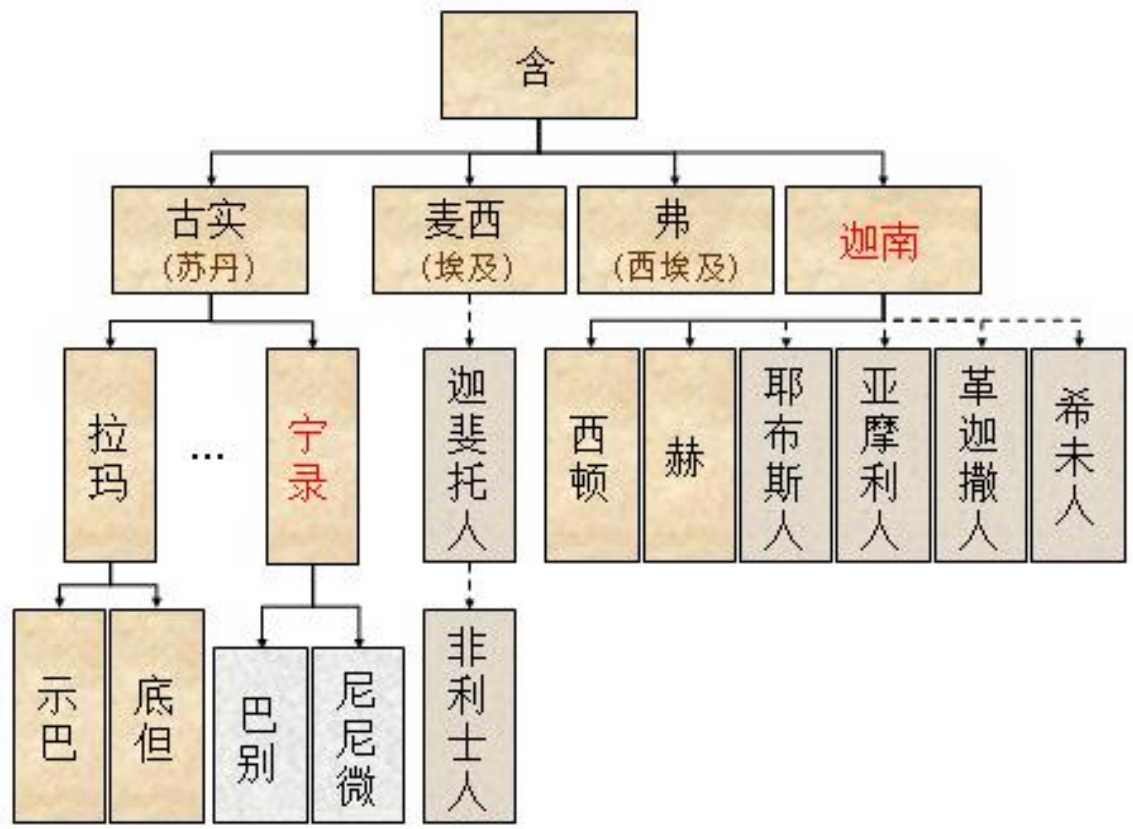 含
古实
(苏丹)
麦西
(埃及)
弗
(西埃及)
迦南
拉玛
...
宁录
迦斐托人
西顿
赫
耶布斯人
亚摩利人
革迦撒人
希未人
示巴
底但
巴别
尼尼微
非利士人